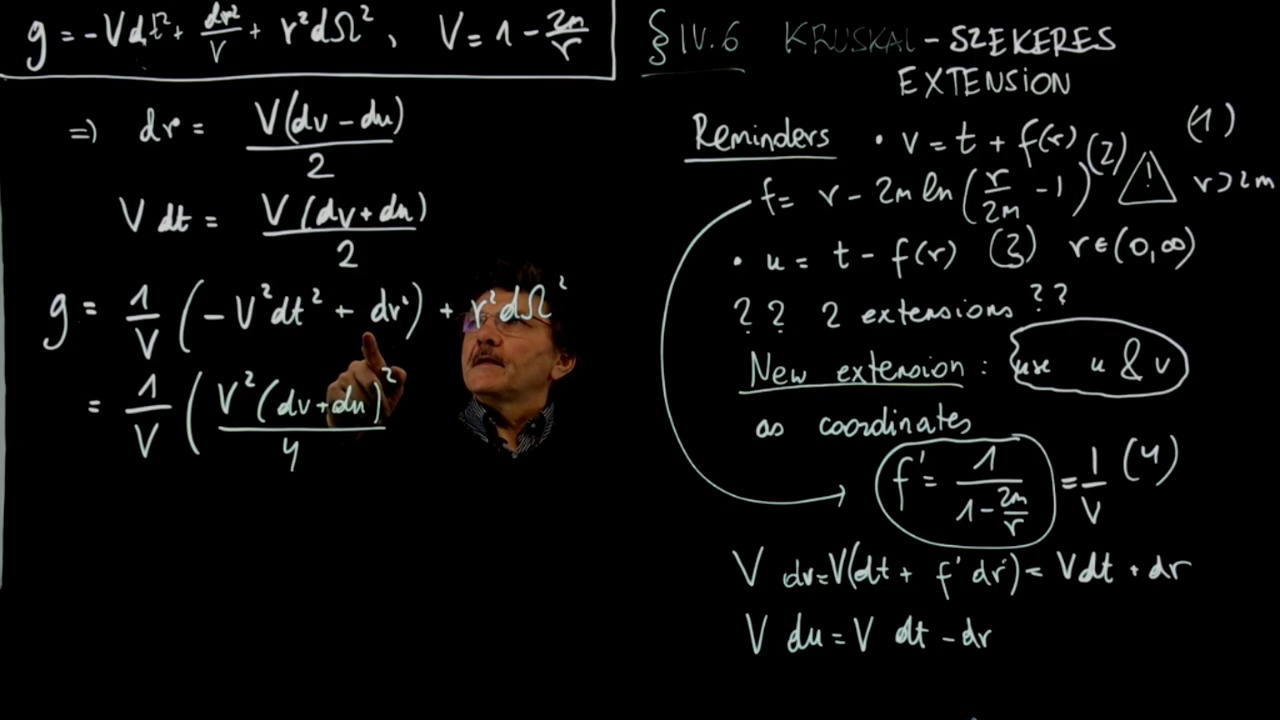 g = -Vdt² + dr²/V + r²dΩ², V = 1 - 2m/r
⇒ dr = V(dv - du)/2
V dt = V(dv + du)/2
g = 1/V (-V²dt² + dr²) + r²dΩ²
= 1/V ( V²(dv + du)²/4
§ IV.6 KRUSKAL - SZEKERES
EXTENSION
Reminders • v = t + f(r) (1)
f = r - 2m ln (r/2m - 1) (2) ! r > 2m
• u = t - f(r) (3) r ∈ (0, ∞)
?? 2 extensions ??
New extension : use u & v
as coordinates
f' = 1/(1 - 2m/r) = 1/V (4)
V dv = V(dt + f' dr) = Vdt + dr
V du = V dt - dr